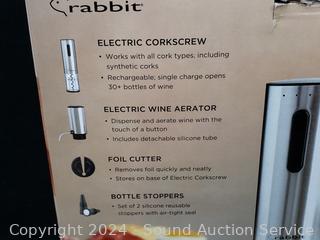 rabbit
ELECTRIC CORKSCREW
• Works with all cork types, including
synthetic corks
• Rechargeable; single charge opens
30+ bottles of wine
ELECTRIC WINE AERATOR
• Dispense and aerate wine with the
touch of a button
• Includes detachable silicone tube
FOIL CUTTER
• Removes foil quickly and neatly
• Stores on base of Electric Corkscrew
BOTTLE STOPPERS
• Set of 2 silicone reusable
stoppers with air-tight seal
rabbit
Copyright 2024 - Sound Auction Service